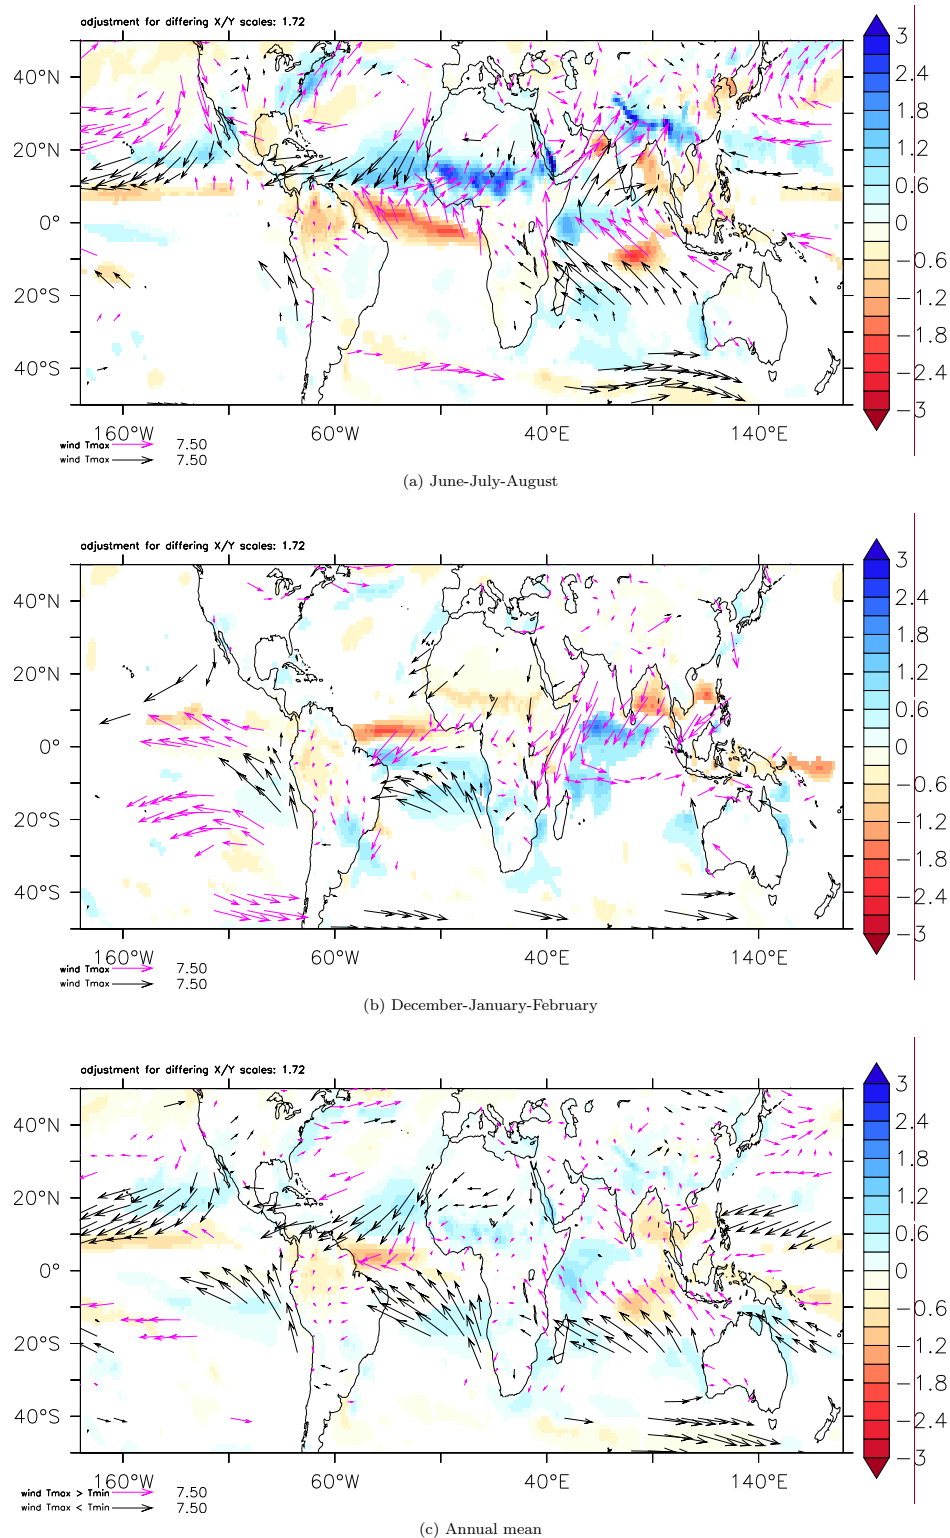 adjustment for differing X/Y scales: 1.72
3
2.4
1.8
1.2
0.6
0
−0.6
−1.2
−1.8
−2.4
−3
40°N
20°N
0°
20°S
40°S
160°W 60°W 40°E 140°E
wind Tmax 7.50
wind Tmax 7.50
(a) June-July-August
adjustment for differing X/Y scales: 1.72
3
2.4
1.8
1.2
0.6
0
−0.6
−1.2
−1.8
−2.4
−3
40°N
20°N
0°
20°S
40°S
160°W 60°W 40°E 140°E
wind Tmax 7.50
wind Tmax 7.50
(b) December-January-February
adjustment for differing X/Y scales: 1.72
3
2.4
1.8
1.2
0.6
0
−0.6
−1.2
−1.8
−2.4
−3
40°N
20°N
0°
20°S
40°S
160°W 60°W 40°E 140°E
wind Tmax > Tmin 7.50
wind Tmax < Tmin 7.50
(c) Annual mean